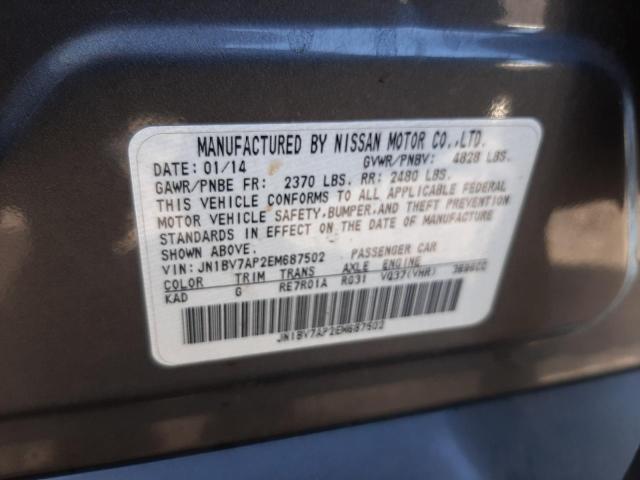 MANUFACTURED BY NISSAN MOTOR CO.,LTD.
DATE: 01/14 GVWR/PNBV: 4828 LBS.
GAWR/PNBE FR: 2370 LBS. RR: 2480 LBS.
THIS VEHICLE CONFORMS TO ALL APPLICABLE FEDERAL
MOTOR VEHICLE SAFETY,BUMPER,AND THEFT PREVENTION
STANDARDS IN EFFECT ON THE DATE OF MANUFACTURE
SHOWN ABOVE.
VIN: JN1BV7AP2EM687502 PASSENGER CAR
COLOR TRIM TRANS AXLE ENGINE
KAD G RE7R01A RG31 VQ37(VHR) 3696CC
JN1BV7AP2EM687502